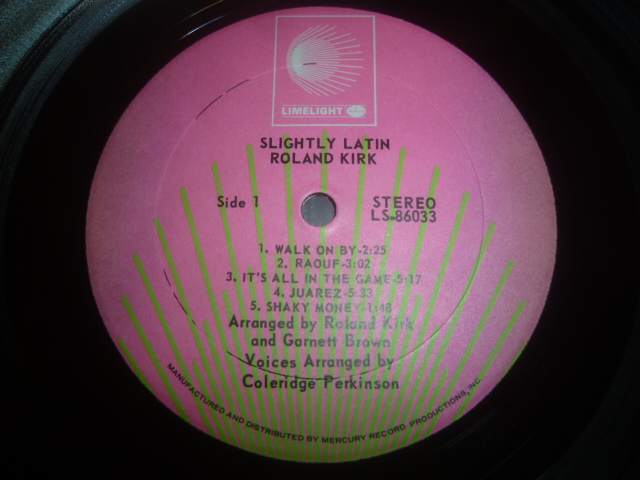 LIMELIGHT
SLIGHTLY LATIN
ROLAND KIRK
Side 1
STEREO
LS-86033
1. WALK ON BY-2:25
2. RAOUF-3:02
3. IT'S ALL IN THE GAME-5:17
4. JUAREZ-5:33
5. SHAKY MONEY-1:48
Arranged by Roland Kirk
and Garnett Brown
Voices Arranged by
Coleridge Perkinson
MANUFACTURED AND DISTRIBUTED BY MERCURY RECORD PRODUCTIONS, INC.